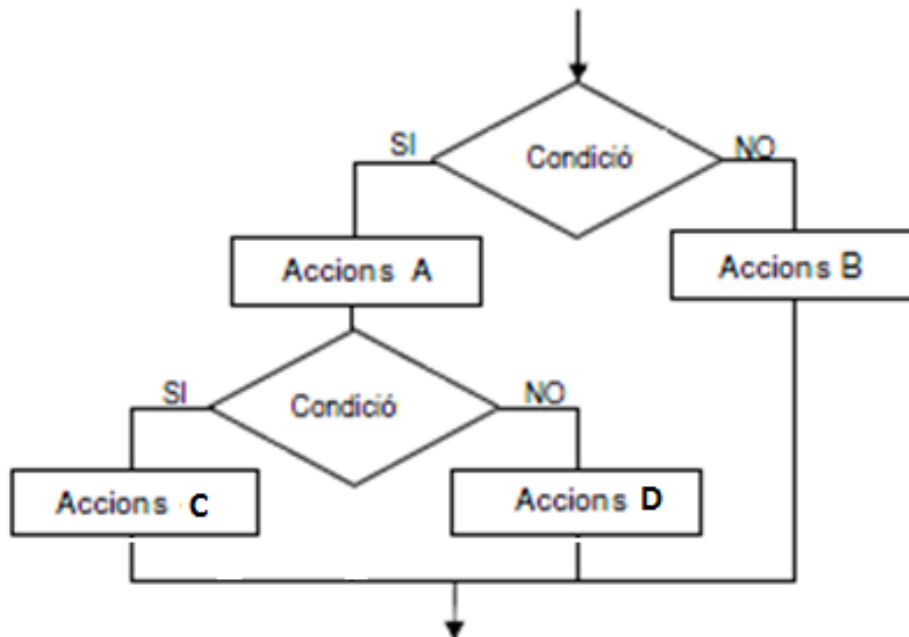 Condició
SI
NO
Accions A
Accions B
Condició
SI
NO
Accions C
Accions D